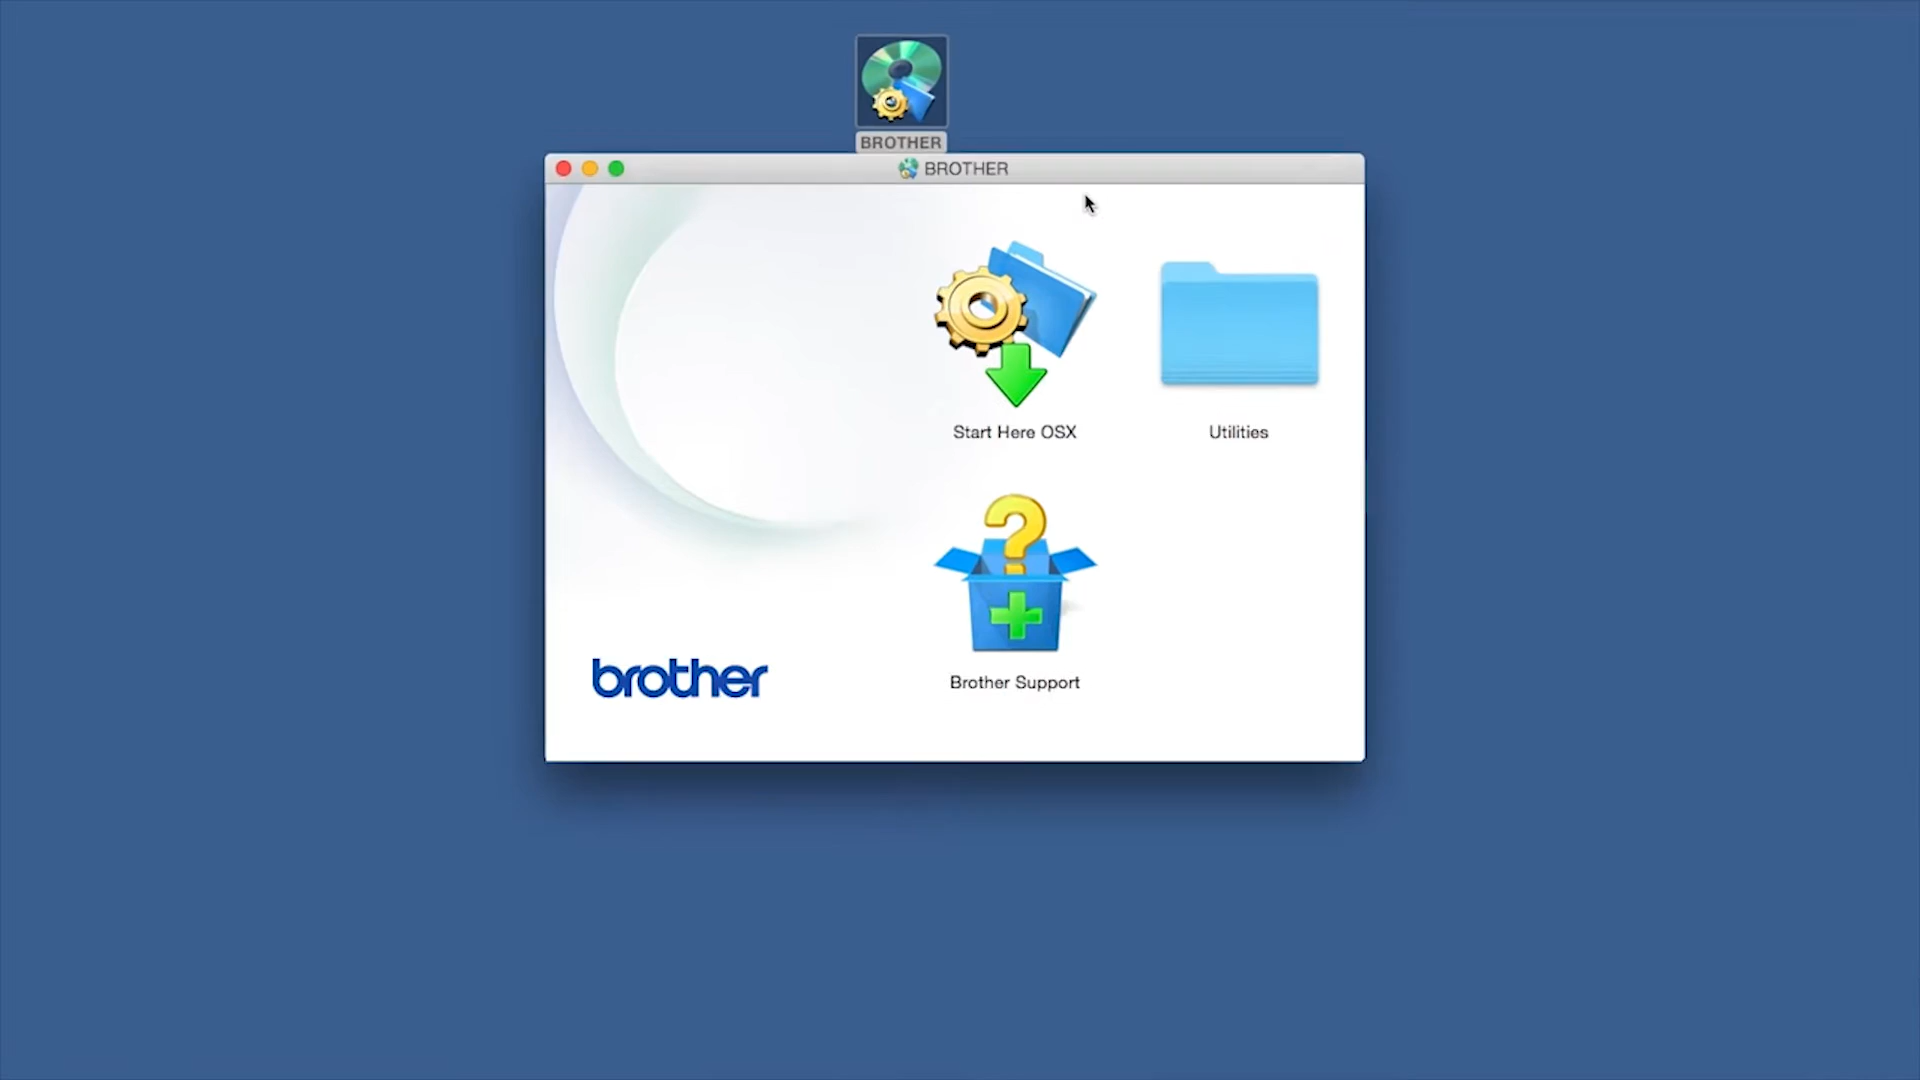 BROTHER
BROTHER
Start Here OSX
Utilities
Brother Support
brother